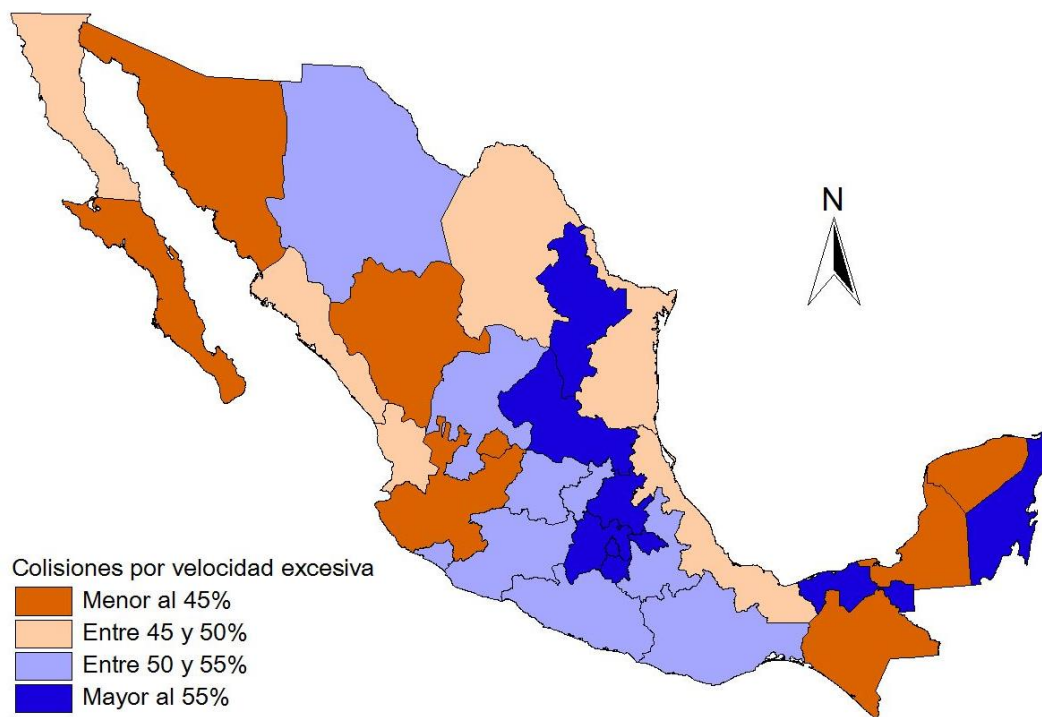 N
Colisiones por velocidad excesiva
Menor al 45%
Entre 45 y 50%
Entre 50 y 55%
Mayor al 55%